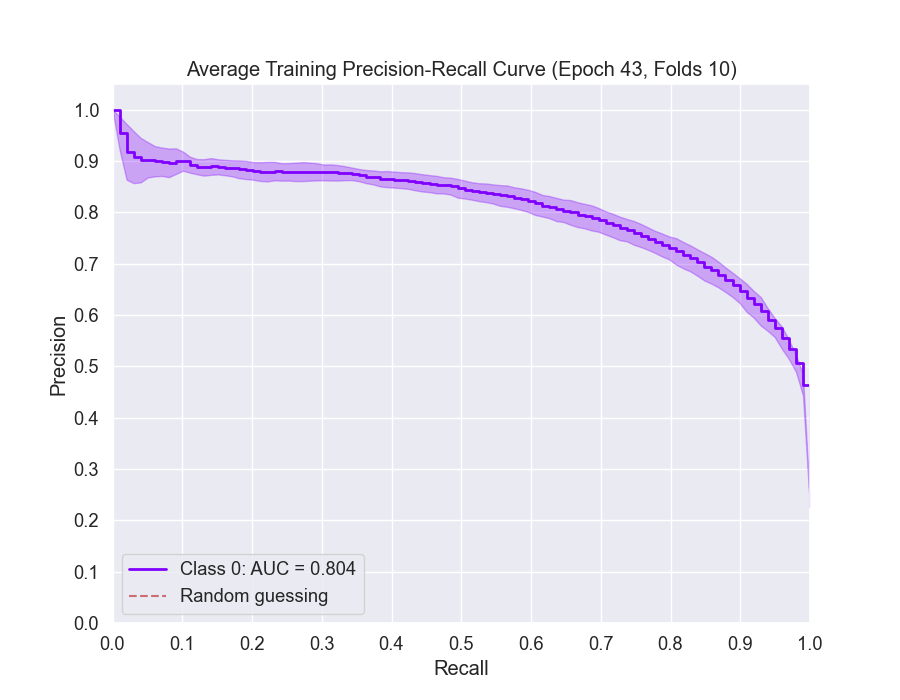 Average Training Precision-Recall Curve (Epoch 43, Folds 10)
Precision
1.0
0.9
0.8
0.7
0.6
0.5
0.4
0.3
0.2
0.1
0.0
Class 0: AUC = 0.804
Random guessing
0.0 0.1 0.2 0.3 0.4 0.5 0.6 0.7 0.8 0.9 1.0
Recall